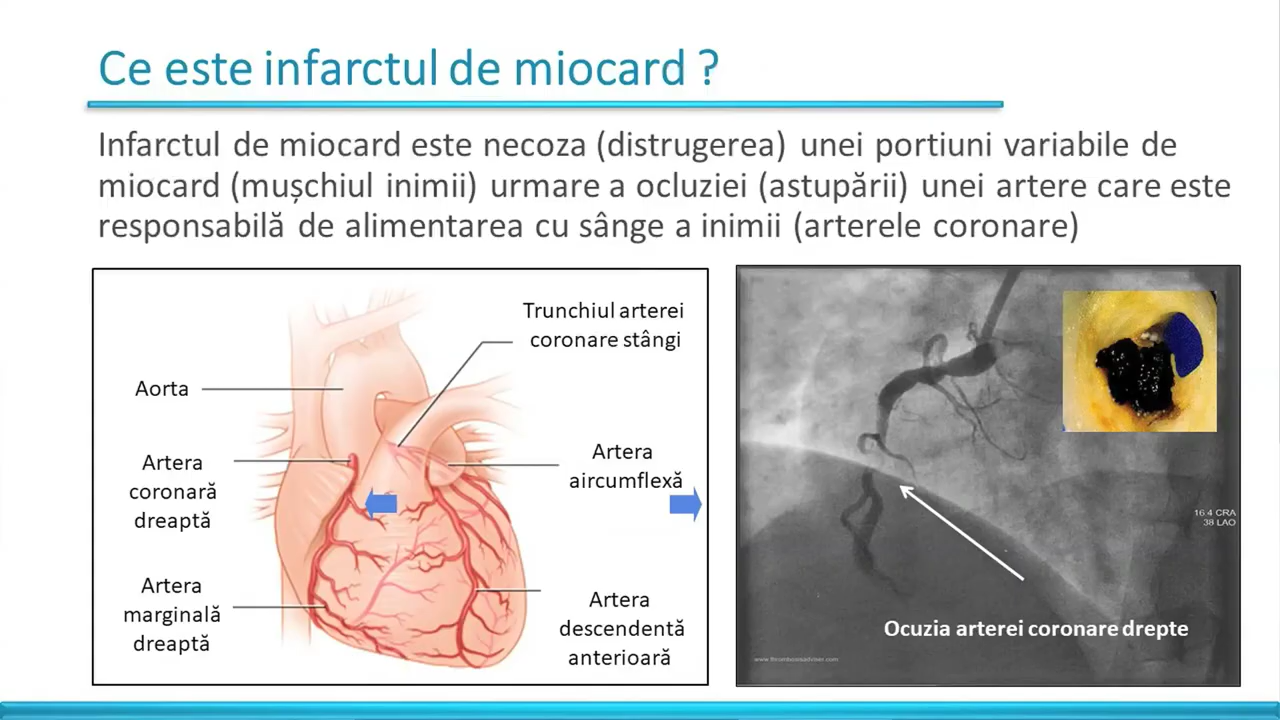 Ce este infarctul de miocard ?
Infarctul de miocard este necoza (distrugerea) unei portiuni variabile de
miocard (mușchiul inimii) urmare a ocluziei (astupării) unei artere care este
responsabilă de alimentarea cu sânge a inimii (arterele coronare)
Trunchiul arterei
coronare stângi
Aorta
Artera
coronară
dreaptă
Artera
aircumflexă
Artera
marginală
dreaptă
Artera
descendentă
anterioară
16.4 CRA
38 LAO
Ocuzia arterei coronare drepte